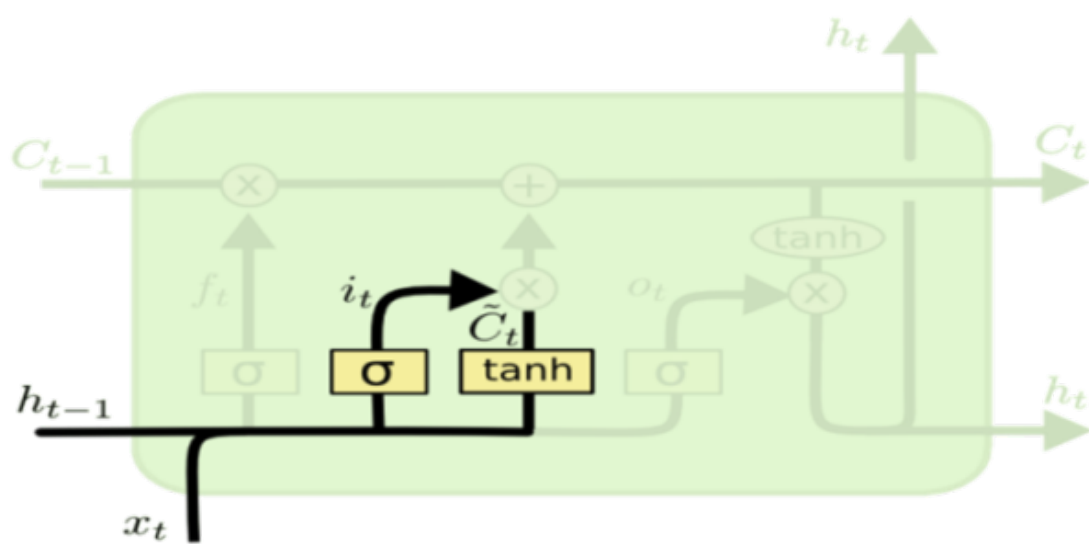 h_t
C_{t-1} C_t
× +
tanh
f_t i_t × o_t ×
C̃_t
σ σ tanh σ
h_{t-1} h_t
x_t